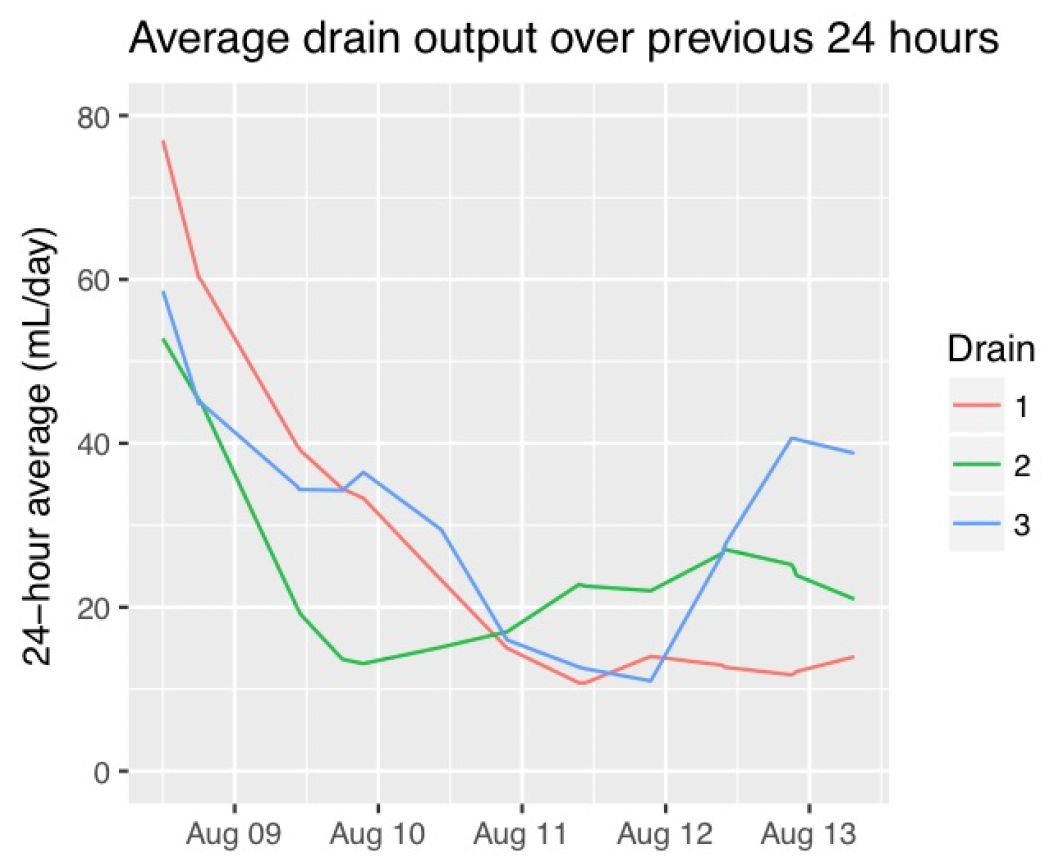 Average drain output over previous 24 hours
80
60
40
20
0
24−hour average (mL/day)
Aug 09
Aug 10
Aug 11
Aug 12
Aug 13
Drain
1
2
3